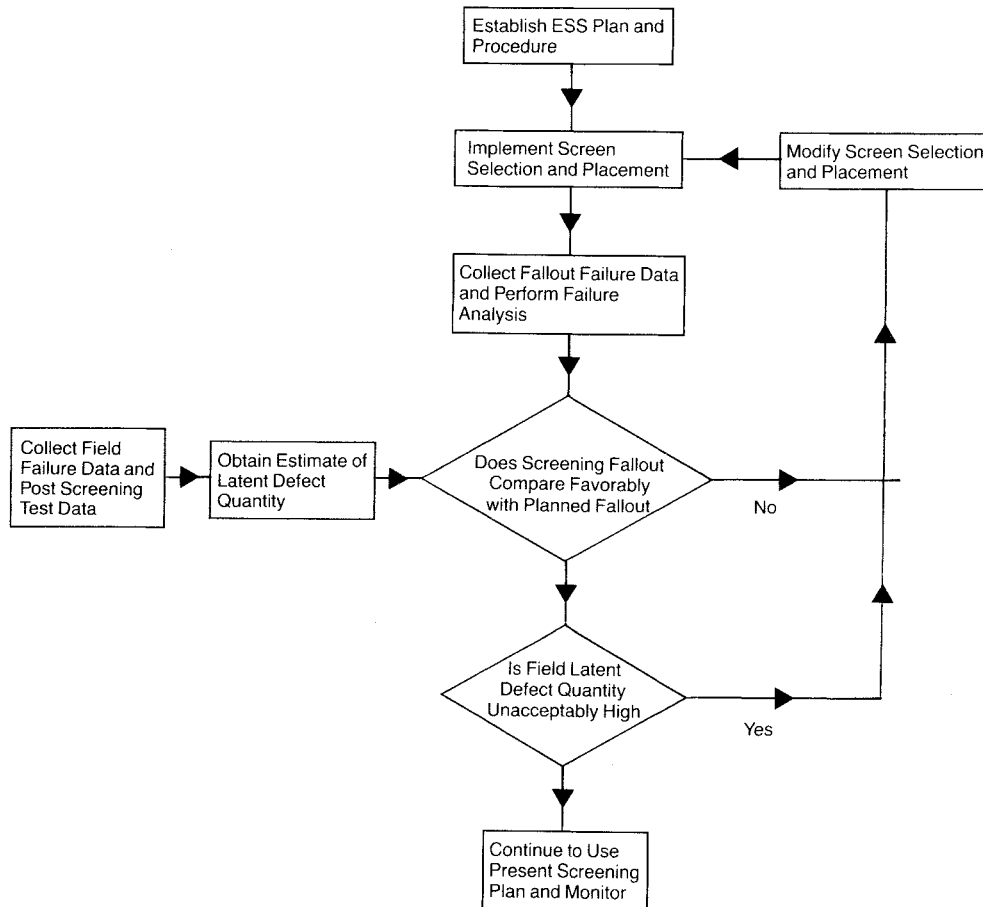 Establish ESS Plan and
Procedure
Implement Screen
Selection and Placement
Modify Screen Selection
and Placement
Collect Fallout Failure Data
and Perform Failure
Analysis
Collect Field
Failure Data and
Post Screening
Test Data
Obtain Estimate of
Latent Defect
Quantity
Does Screening Fallout
Compare Favorably
with Planned Fallout
No
Is Field Latent
Defect Quantity
Unacceptably High
Yes
Continue to Use
Present Screening
Plan and Monitor